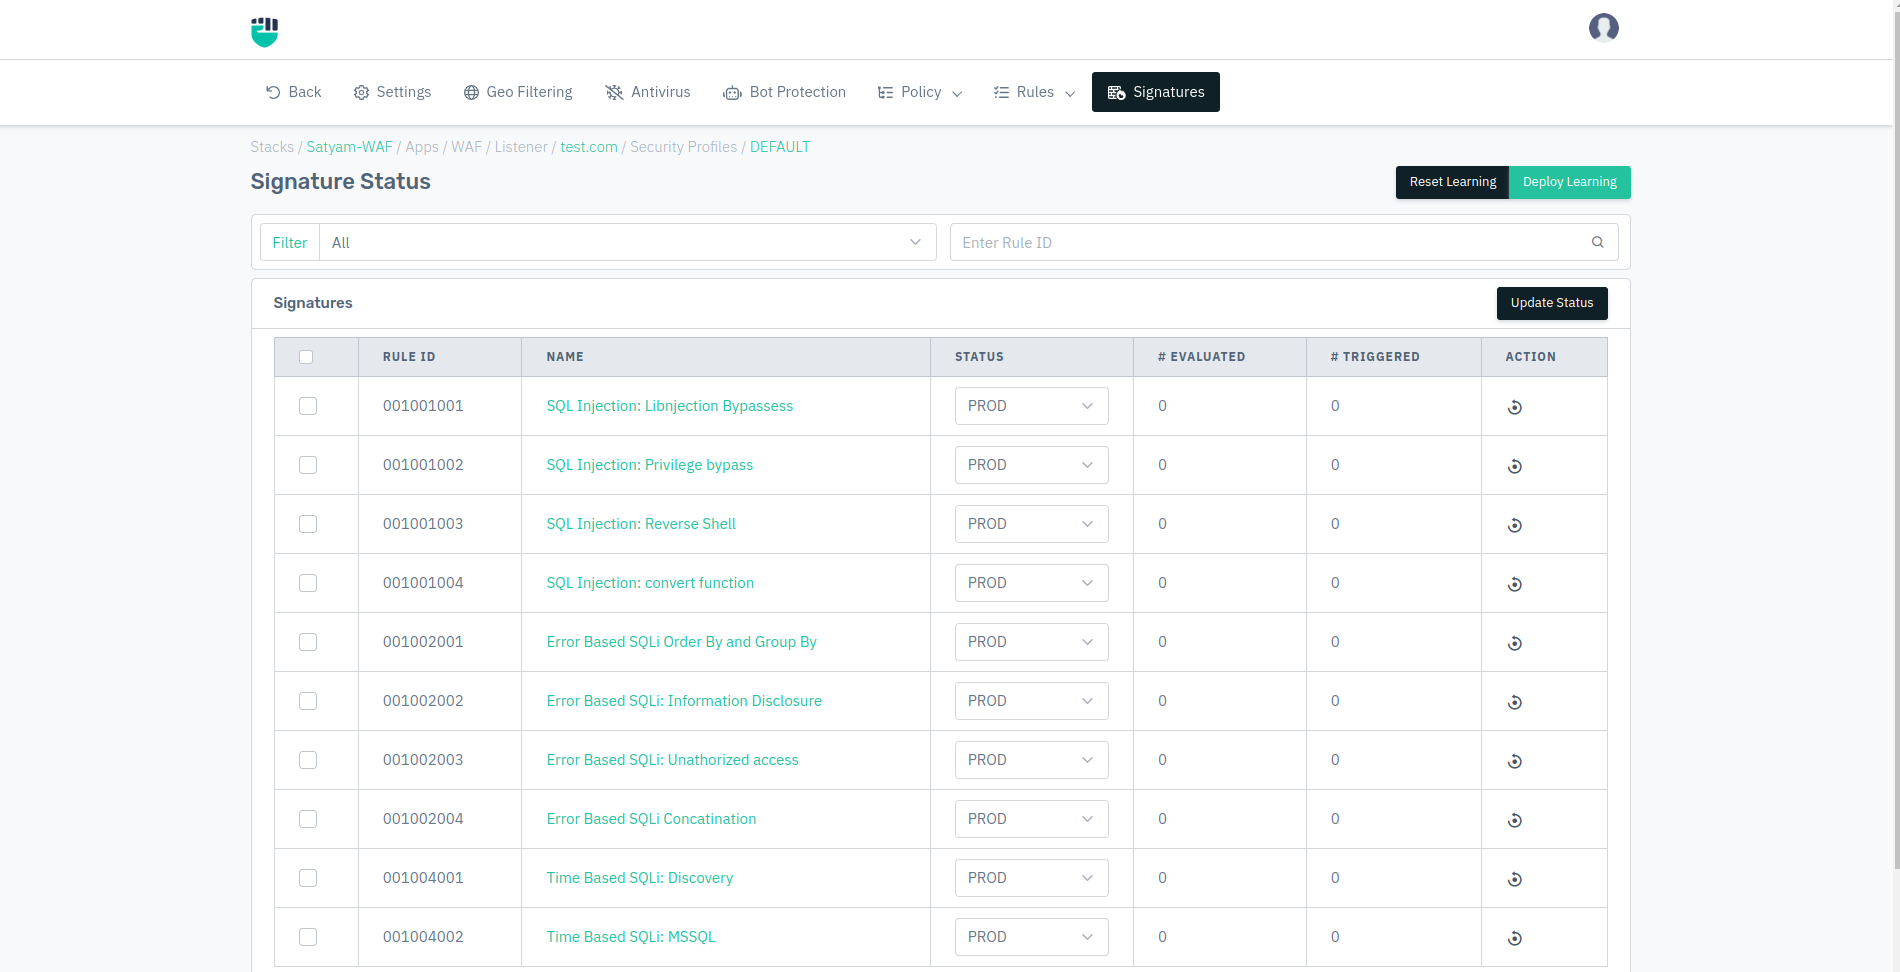 Back Settings Geo Filtering Antivirus Bot Protection Policy Rules Signatures
Stacks / Satyam-WAF / Apps / WAF / Listener / test.com / Security Profiles / DEFAULT
Signature Status
Reset Learning Deploy Learning
Filter All Enter Rule ID
Signatures Update Status
RULE ID NAME STATUS # EVALUATED # TRIGGERED ACTION
001001001 SQL Injection: Libnjection Bypassess PROD 0 0
001001002 SQL Injection: Privilege bypass PROD 0 0
001001003 SQL Injection: Reverse Shell PROD 0 0
001001004 SQL Injection: convert function PROD 0 0
001002001 Error Based SQLi Order By and Group By PROD 0 0
001002002 Error Based SQLi: Information Disclosure PROD 0 0
001002003 Error Based SQLi: Unathorized access PROD 0 0
001002004 Error Based SQLi Concatination PROD 0 0
001004001 Time Based SQLi: Discovery PROD 0 0
001004002 Time Based SQLi: MSSQL PROD 0 0